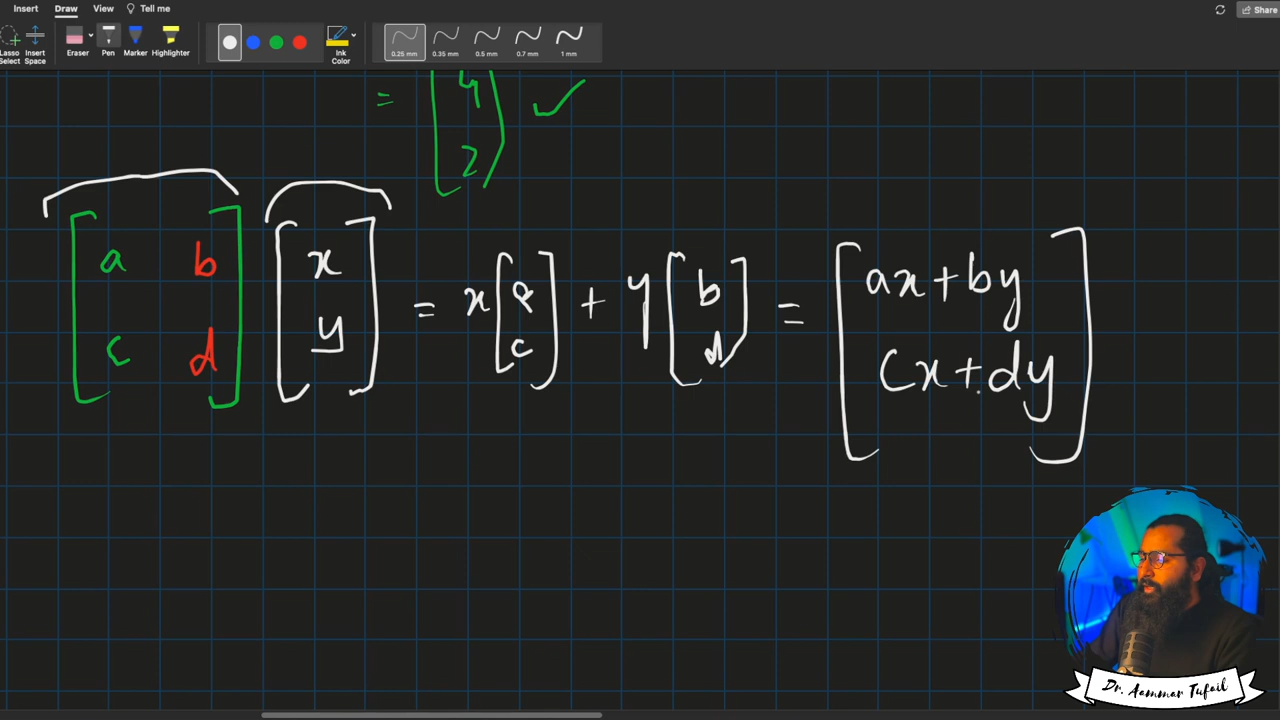 Insert Draw View Tell me Share
Lasso Select Insert Space Eraser Pen Marker Highlighter Ink Color 0.25 mm 0.35 mm 0.5 mm 0.7 mm 1 mm
= [4
2] ✓
[a b
c d] [x
y] = x[a
c] + y[b
d] = [ax+by
cx+dy]
Dr. Aammar Tufail